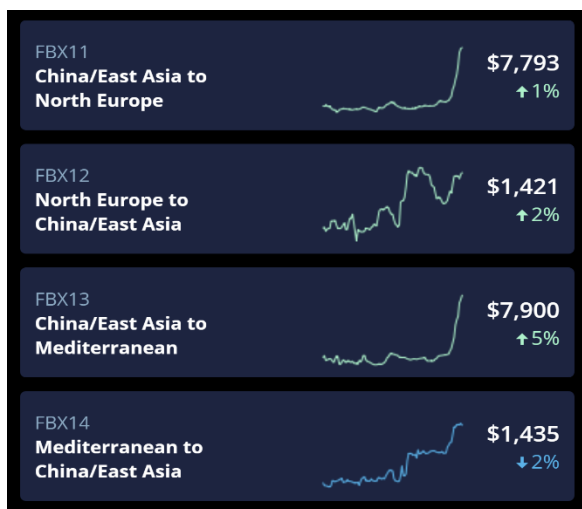 FBX11
China/East Asia to
North Europe
$7,793
↑1%
FBX12
North Europe to
China/East Asia
$1,421
↑2%
FBX13
China/East Asia to
Mediterranean
$7,900
↑5%
FBX14
Mediterranean to
China/East Asia
$1,435
↓2%